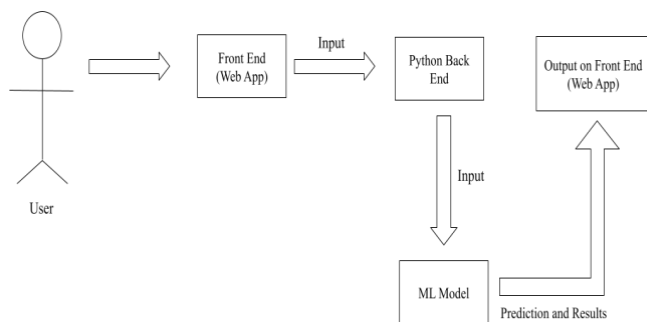 User
Front End
(Web App)
Input
Python Back
End
Input
ML Model
Prediction and Results
Output on Front End
(Web App)